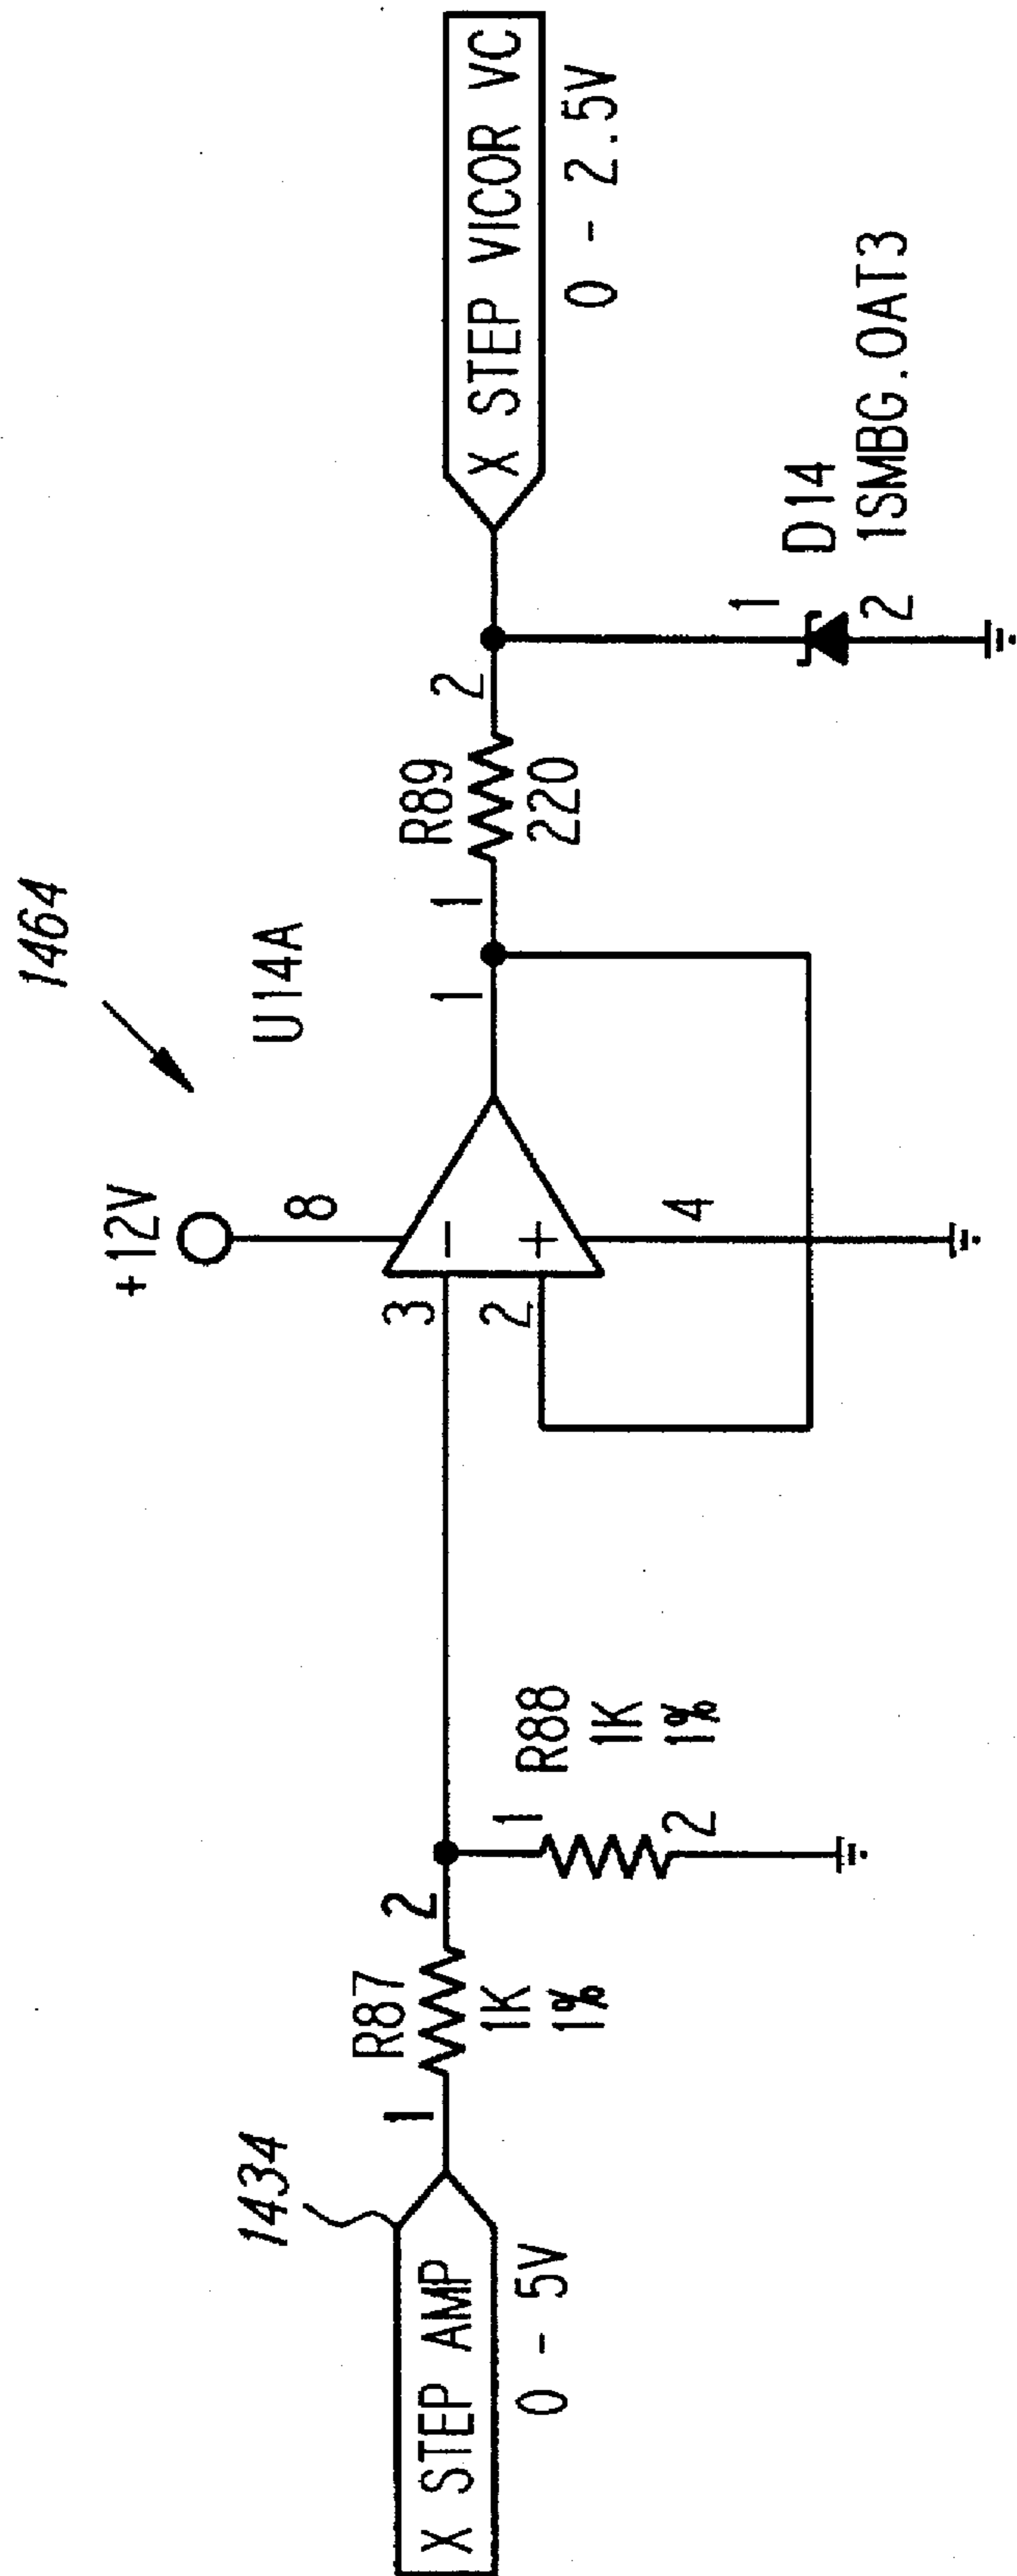 1464
+12V
8
U14A
1434
X STEP AMP
0 - 5V
1
R87
2
1K
1%
1
R88
1K
1%
2
3
−
2
+
4
1
1
R89
2
220
X STEP VICOR VC
0 - 2.5V
1
D14
2
1SMBG.OAT3